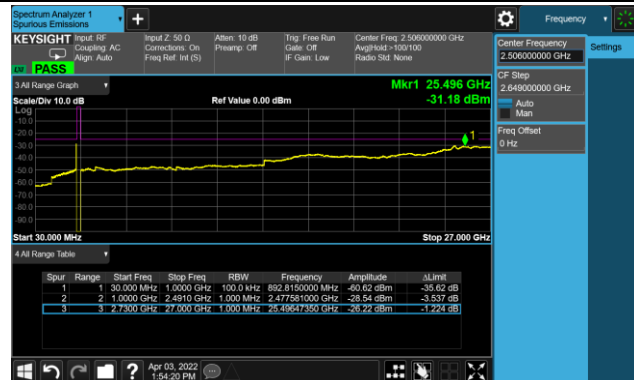 Spectrum Analyzer 1
Spurious Emissions
Frequency
KEYSIGHT Input: RF
Coupling: AC
Align: Auto
Input Z: 50 Ω
Corrections: On
Freq Ref: Int (S)
Atten: 10 dB
Preamp: Off
Trig: Free Run
Gate: Off
IF Gain: Low
Center Freq: 2.506000000 GHz
Avg|Hold:>100/100
Radio Std: None
PASS
Center Frequency
2.506000000 GHz
Settings
CF Step
2.649000000 GHz
Auto
Man
Freq Offset
0 Hz
3 All Range Graph
Mkr1 25.496 GHz
Scale/Div 10.0 dB
Ref Value 0.00 dBm
-31.18 dBm
Log
-10.0
-20.0
-30.0
-40.0
-50.0
-60.0
-70.0
-80.0
-90.0
1
Start 30.000 MHz
Stop 27.000 GHz
4 All Range Table
Spur Range Start Freq Stop Freq RBW Frequency Amplitude ΔLimit
1 1 30.000 MHz 1.0000 GHz 100.0 kHz 892.8150000 MHz -60.62 dBm -35.62 dB
2 2 1.0000 GHz 2.4910 GHz 1.000 MHz 2.477581000 GHz -28.54 dBm -3.537 dB
3 3 2.7300 GHz 27.000 GHz 1.000 MHz 25.49647350 GHz -26.22 dBm -1.224 dB
Apr 03, 2022
1:54:20 PM